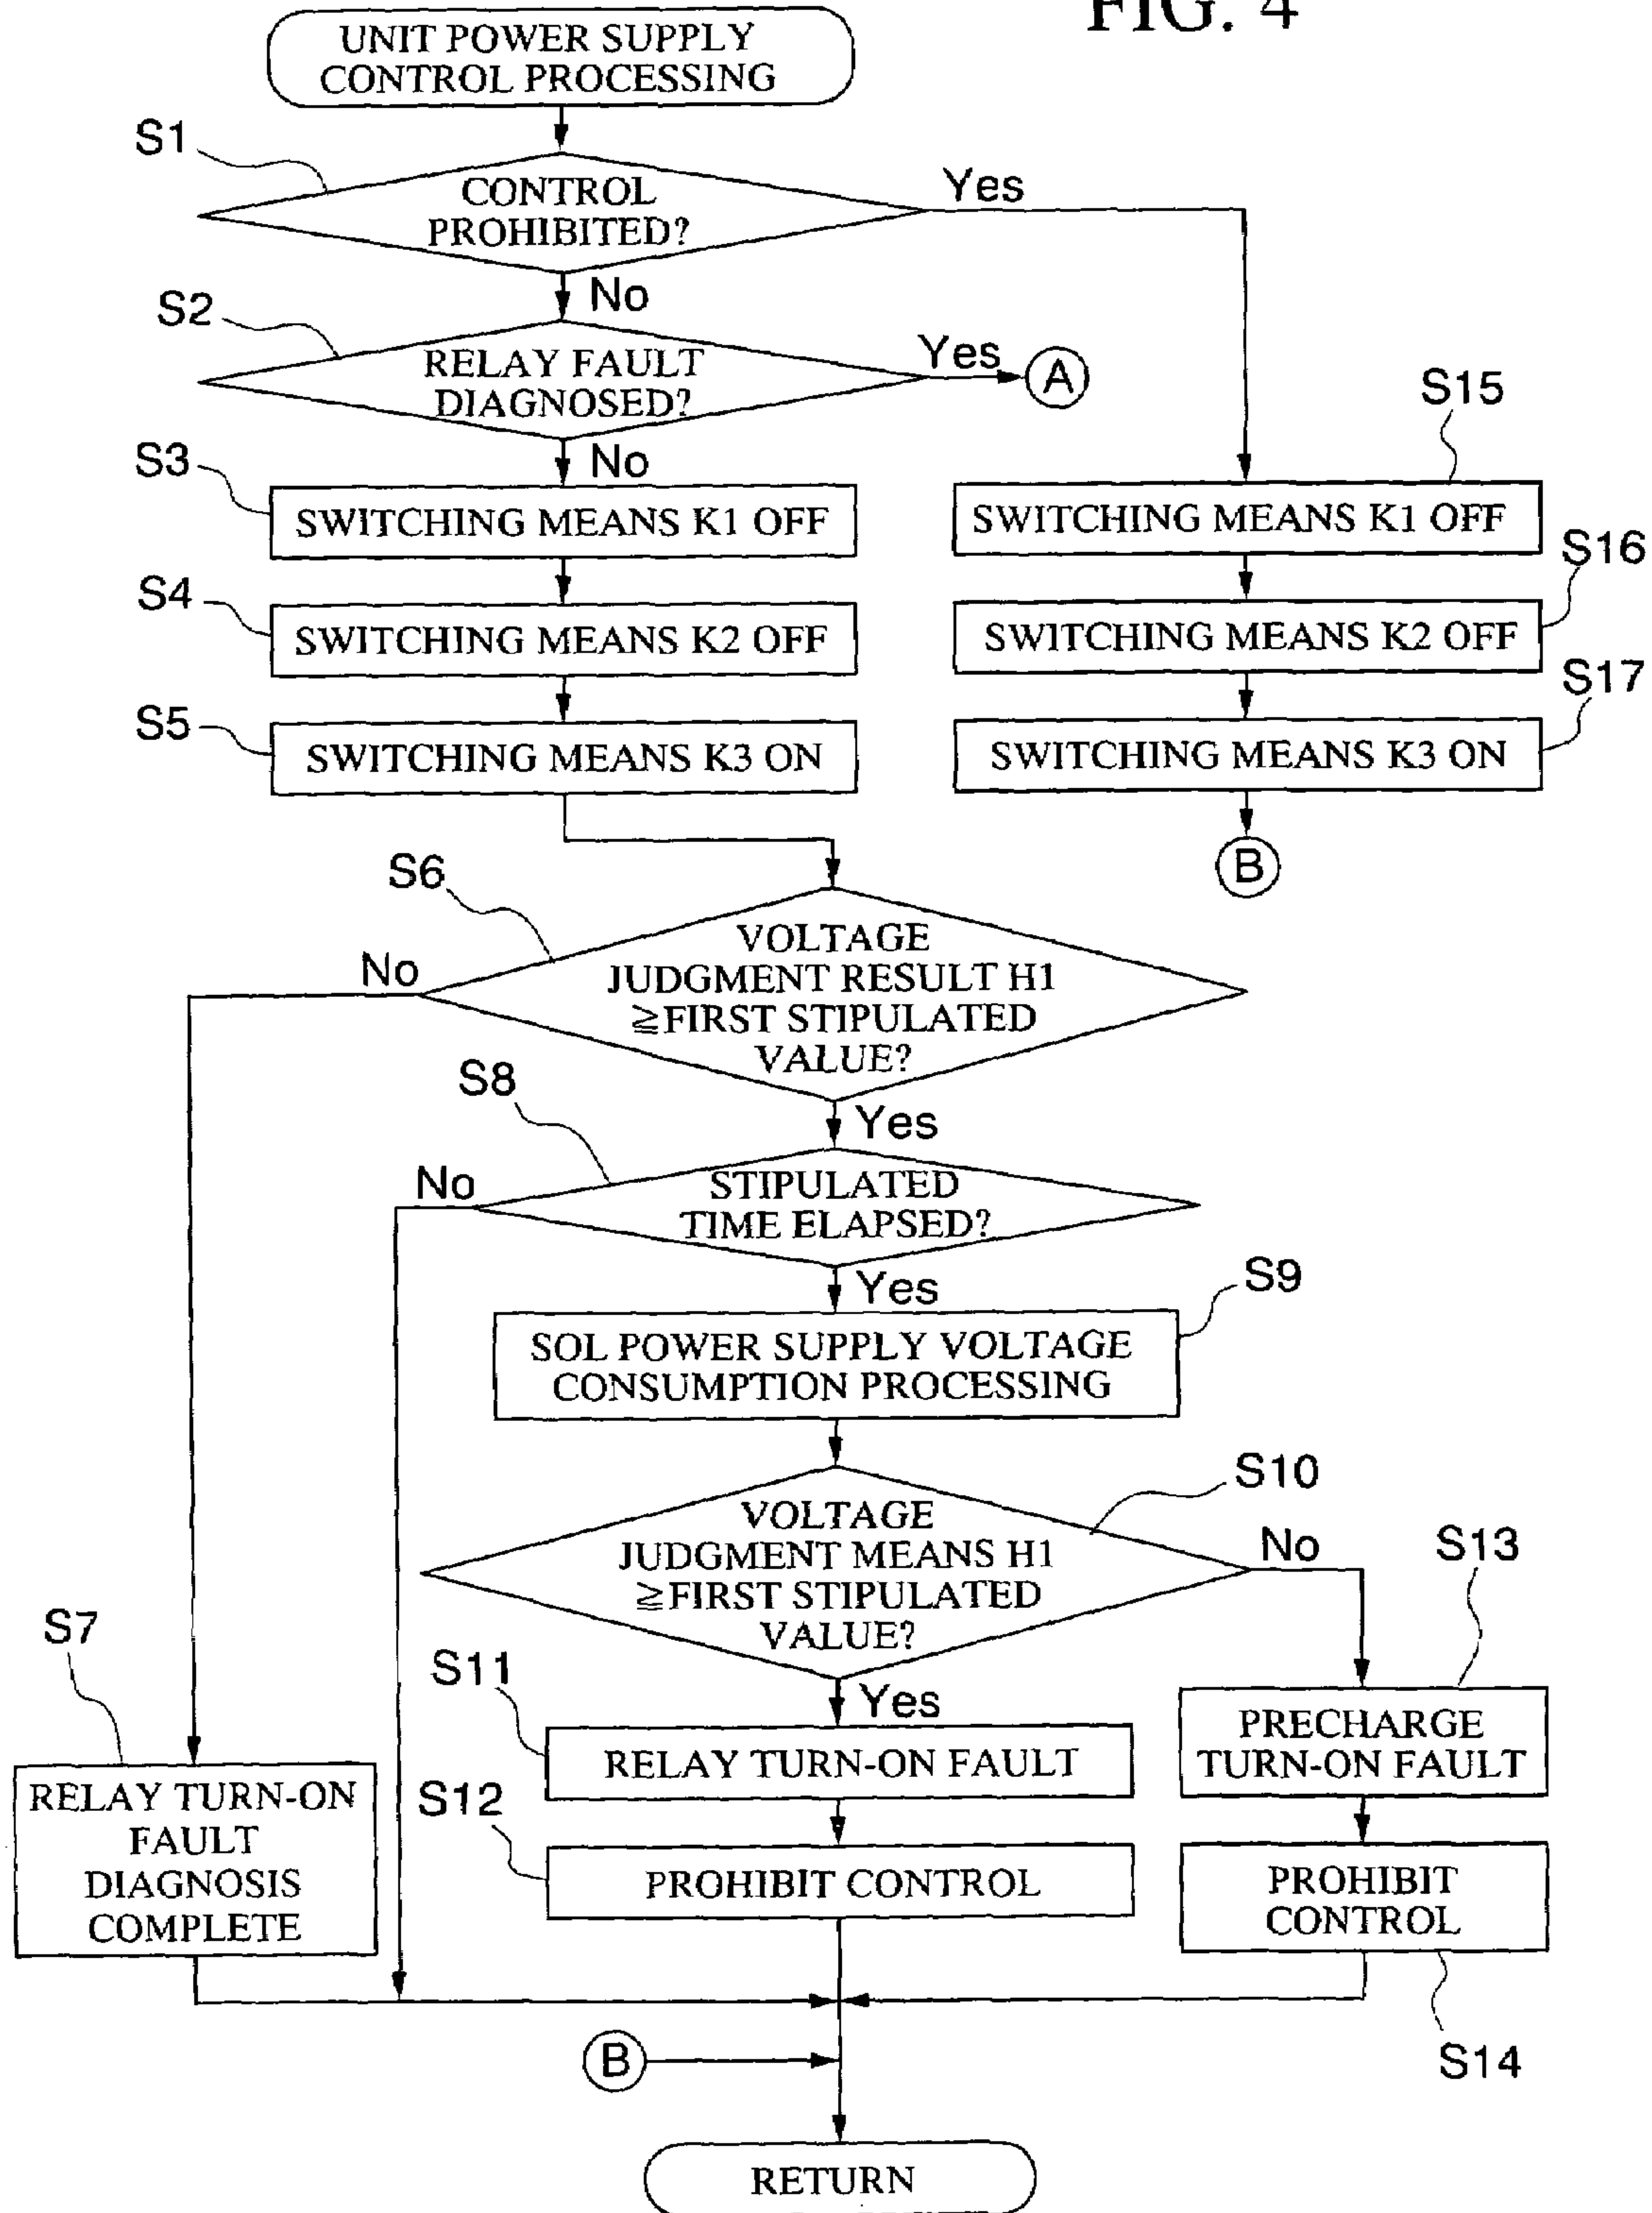 FIG. 4
UNIT POWER SUPPLY
CONTROL PROCESSING
S1
CONTROL
PROHIBITED?
Yes
No
S2
RELAY FAULT
DIAGNOSED?
Yes
A
No
S3
SWITCHING MEANS K1 OFF
S4
SWITCHING MEANS K2 OFF
S5
SWITCHING MEANS K3 ON
S15
SWITCHING MEANS K1 OFF
S16
SWITCHING MEANS K2 OFF
S17
SWITCHING MEANS K3 ON
B
S6
VOLTAGE
JUDGMENT RESULT H1
≧FIRST STIPULATED
VALUE?
No
Yes
S8
STIPULATED
TIME ELAPSED?
No
Yes
S9
SOL POWER SUPPLY VOLTAGE
CONSUMPTION PROCESSING
S10
VOLTAGE
JUDGMENT MEANS H1
≧FIRST STIPULATED
VALUE?
No
Yes
S7
RELAY TURN-ON
FAULT
DIAGNOSIS
COMPLETE
S11
RELAY TURN-ON FAULT
S12
PROHIBIT CONTROL
S13
PRECHARGE
TURN-ON FAULT
PROHIBIT
CONTROL
S14
B
RETURN